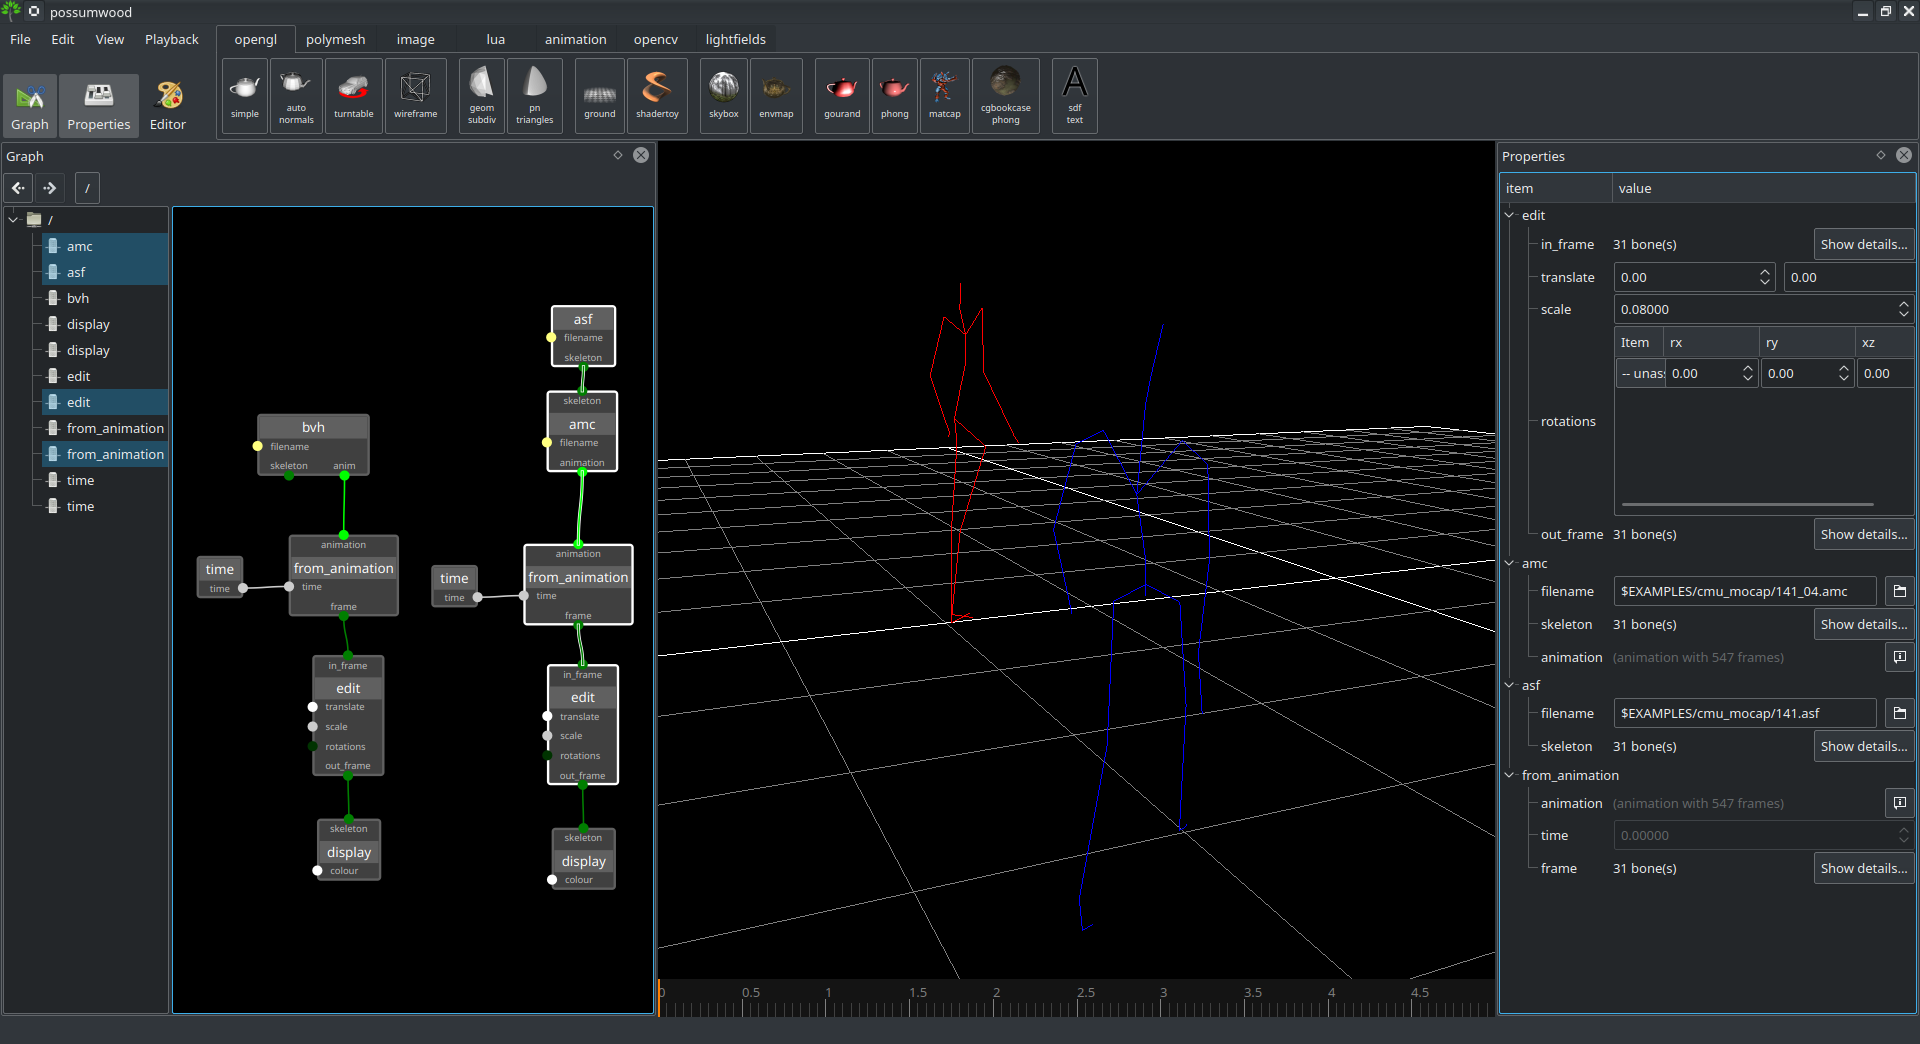 possumwood
File Edit View Playback
opengl polymesh image lua animation opencv lightfields
Graph Properties Editor
simple
auto normals
turntable
wireframe
geom subdiv
pn triangles
ground
shadertoy
skybox
envmap
gourand
phong
matcap
cgbookcase phong
A
sdf text
Graph
/
/
amc
asf
bvh
display
display
edit
edit
from_animation
from_animation
time
time
asf
filename
skeleton
skeleton
amc
filename
animation
bvh
filename
skeleton anim
animation
from_animation
time
frame
time
time
animation
from_animation
time
frame
time
time
in_frame
edit
translate
scale
rotations
out_frame
in_frame
edit
translate
scale
rotations
out_frame
skeleton
display
colour
skeleton
display
colour
0 0.5 1 1.5 2 2.5 3 3.5 4 4.5
Properties
item value
edit
in_frame 31 bone(s) Show details...
translate 0.00 0.00
scale 0.08000
Item rx ry xz
-- unas 0.00 0.00 0.00
rotations
out_frame 31 bone(s) Show details...
amc
filename $EXAMPLES/cmu_mocap/141_04.amc
skeleton 31 bone(s) Show details...
animation (animation with 547 frames)
asf
filename $EXAMPLES/cmu_mocap/141.asf
skeleton 31 bone(s) Show details...
from_animation
animation (animation with 547 frames)
time 0.00000
frame 31 bone(s) Show details...